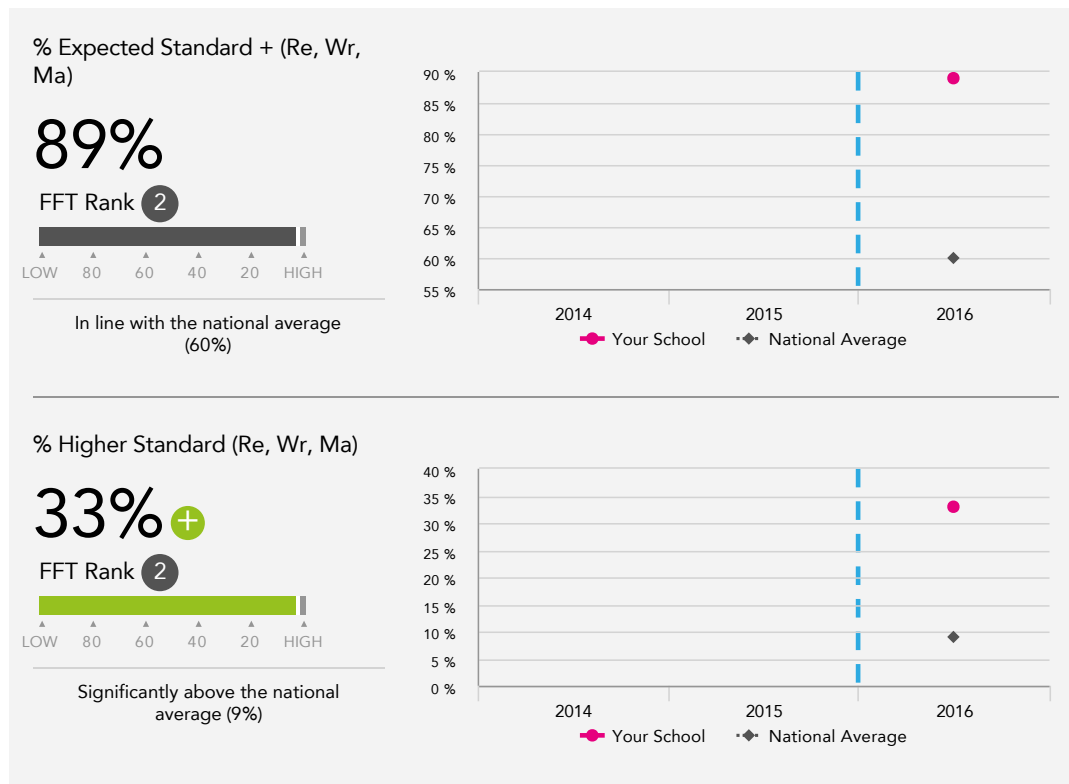 % Expected Standard + (Re, Wr,
Ma)
89%
FFT Rank 2
LOW 80 60 40 20 HIGH
In line with the national average
(60%)
90 %
85 %
80 %
75 %
70 %
65 %
60 %
55 %
2014 2015 2016
Your School National Average
% Higher Standard (Re, Wr, Ma)
33% +
FFT Rank 2
LOW 80 60 40 20 HIGH
Significantly above the national
average (9%)
40 %
35 %
30 %
25 %
20 %
15 %
10 %
5 %
0 %
2014 2015 2016
Your School National Average